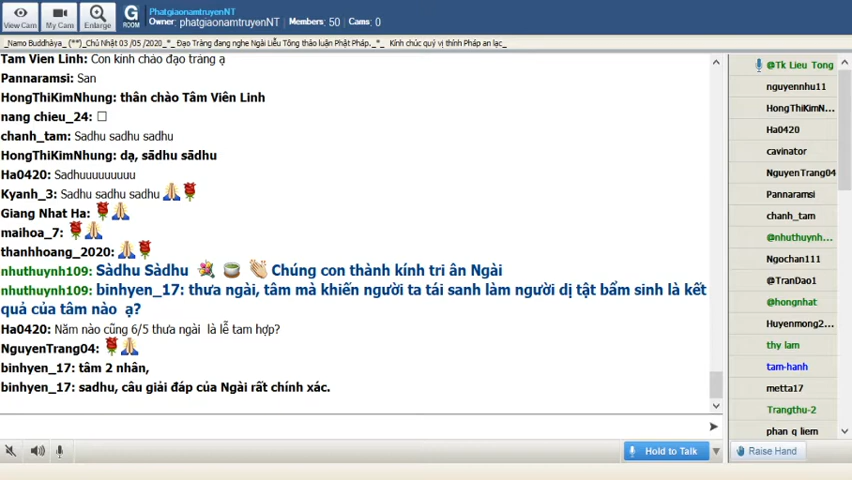 View Cam
My Cam
Enlarge
G
ROOM
PhatgiaonamtruyenNT
Owner: phatgiaonamtruyenNT | Members: 50 | Cams: 0
_Namo Buddhàya_ (**)_Chủ Nhật 03 /05 /2020_*_ Đạo Tràng đang nghe Ngài Liễu Tông thảo luận Phật Pháp._*_ Kính chúc quý vị thính Pháp an lạc_
Tam Vien Linh: Con kính chào đạo tràng ạ
Pannaramsi: San
HongThiKimNhung: thân chào Tâm Viên Linh
nang chieu_24:
chanh_tam: Sadhu sadhu sadhu
HongThiKimNhung: dạ, sādhu sādhu
Ha0420: Sadhuuuuuuuuu
Kyanh_3: Sadhu sadhu sadhu
Giang Nhat Ha:
maihoa_7:
thanhhoang_2020:
nhuthuynh109: Sàdhu Sàdhu Chúng con thành kính tri ân Ngài
nhuthuynh109: binhyen_17: thưa ngài, tâm mà khiến người ta tái sanh làm người dị tật bẩm sinh là kết
quả của tâm nào ạ?
Ha0420: Năm nào cũng 6/5 thưa ngài là lễ tam hợp?
NguyenTrang04:
binhyen_17: tâm 2 nhân,
binhyen_17: sadhu, câu giải đáp của Ngài rất chính xác.
Hold to Talk
@Tk Lieu Tong
nguyennhu11
HongThiKimN...
Ha0420
cavinator
NguyenTrang04
Pannaramsi
chanh_tam
@nhuthuynh...
Ngochan111
@TranDao1
@hongnhat
Huyenmong2...
thy lam
tam-hanh
metta17
Trangthu-2
phan q liem
Raise Hand